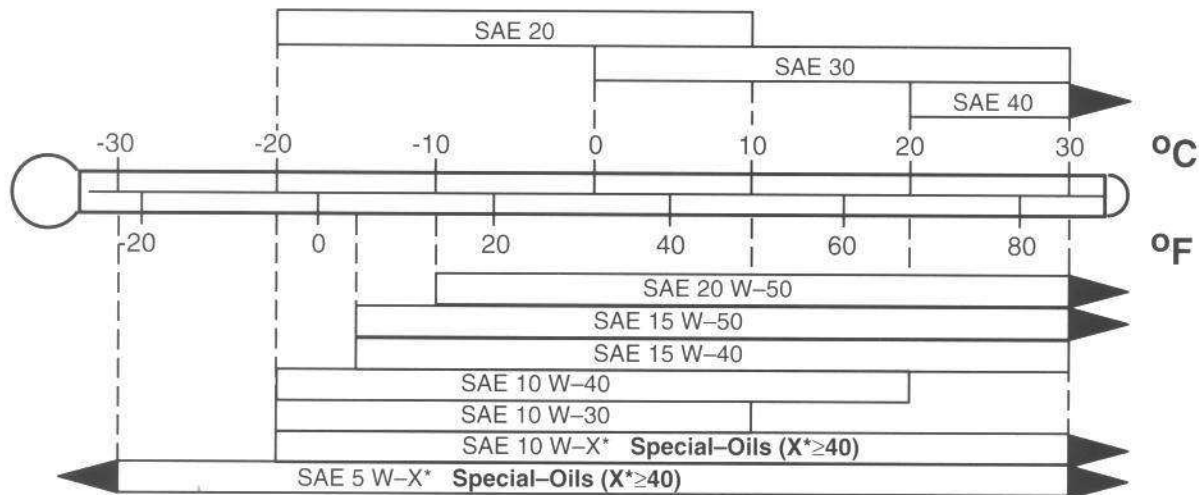 SAE 20
SAE 30
SAE 40
-30 -20 -10 0 10 20 30 °C
-20 0 20 40 60 80 °F
SAE 20 W–50
SAE 15 W–50
SAE 15 W–40
SAE 10 W–40
SAE 10 W–30
SAE 10 W–X* Special–Oils (X*≥40)
SAE 5 W–X* Special–Oils (X*≥40)